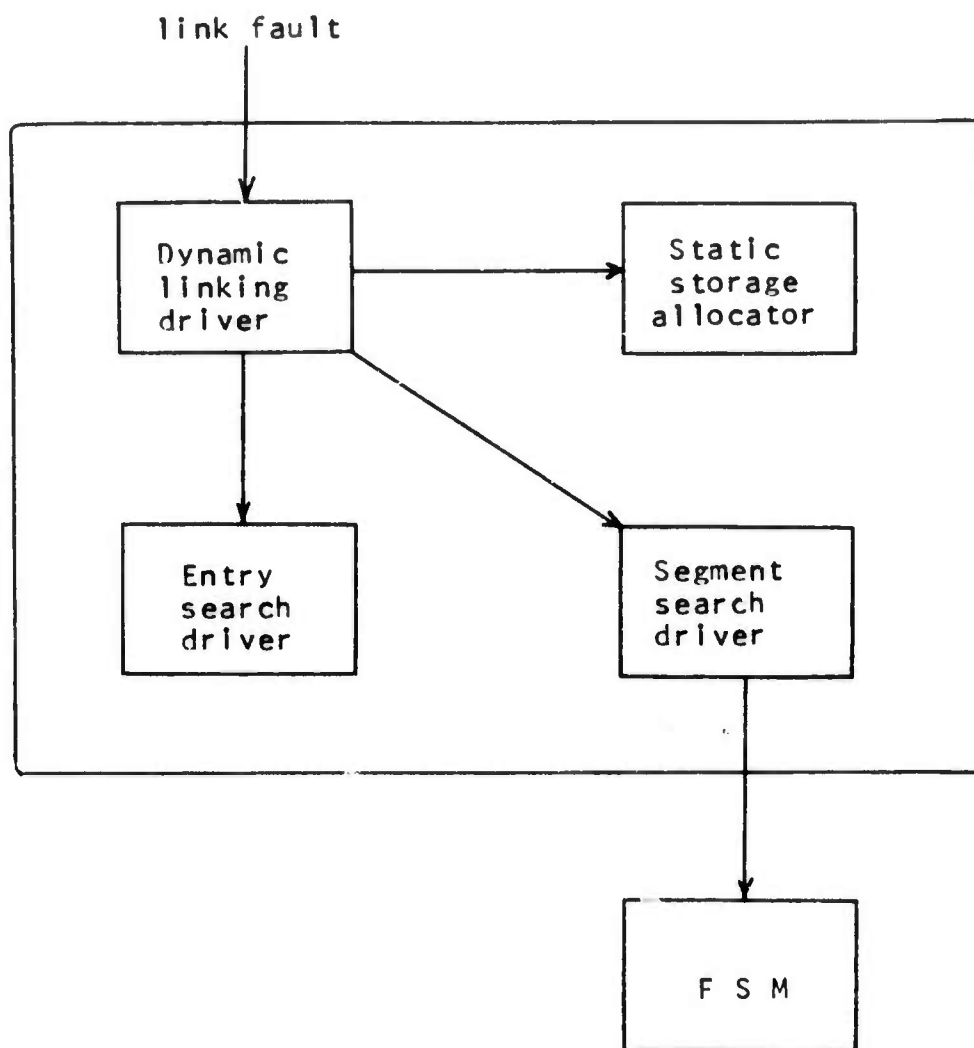 link fault
Dynamic
linking
driver
Static
storage
allocator
Entry
search
driver
Segment
search
driver
F S M